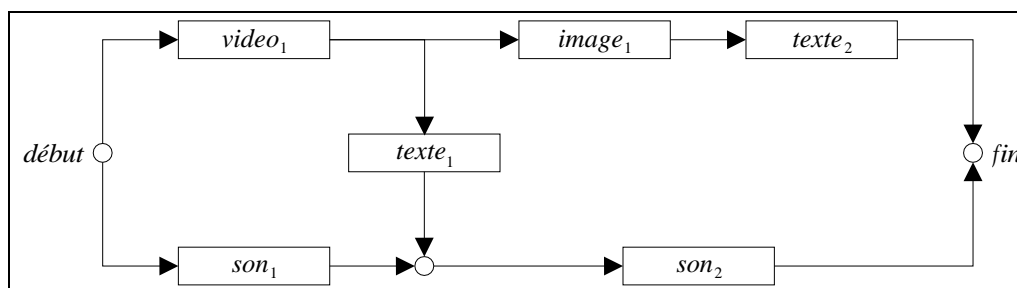 video₁ image₁ texte₂
début texte₁ fin
son₁ son₂